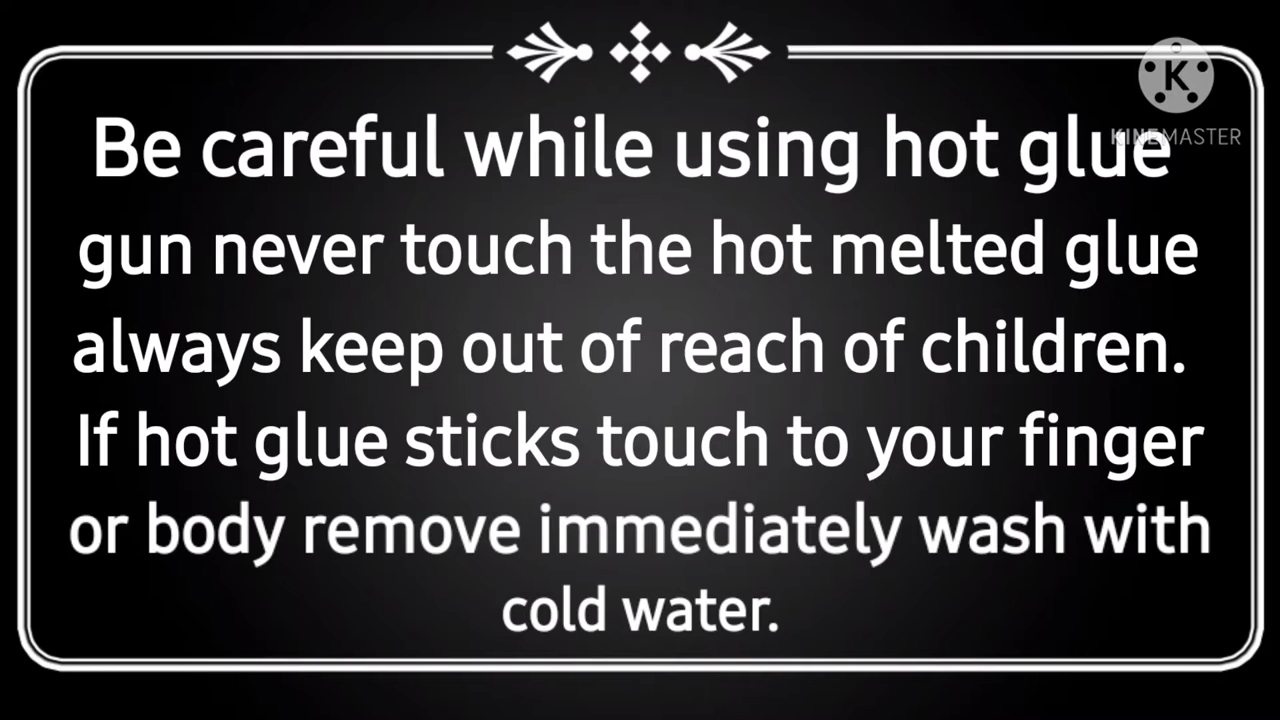 K
KINEMASTER
Be careful while using hot glue
gun never touch the hot melted glue
always keep out of reach of children.
If hot glue sticks touch to your finger
or body remove immediately wash with
cold water.